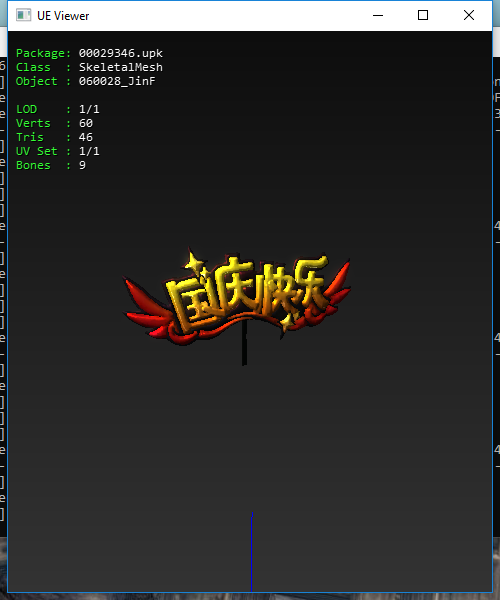 UE Viewer
Package: 00029346.upk
Class : SkeletalMesh
Object : 060028_JinF
LOD : 1/1
Verts : 60
Tris : 46
UV Set : 1/1
Bones : 9
国庆快乐